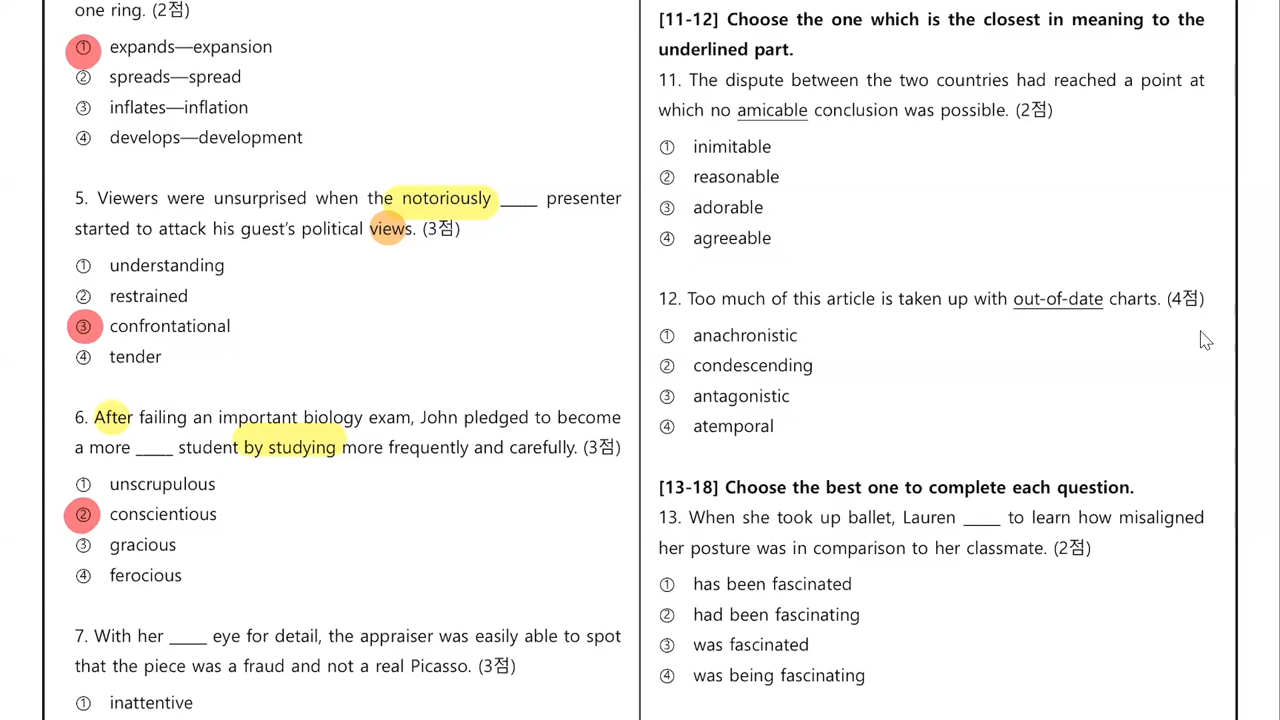 one ring. (2점)
① expands—expansion
② spreads—spread
③ inflates—inflation
④ develops—development
5. Viewers were unsurprised when the notoriously ____ presenter
started to attack his guest’s political views. (3점)
① understanding
② restrained
③ confrontational
④ tender
6. After failing an important biology exam, John pledged to become
a more ____ student by studying more frequently and carefully. (3점)
① unscrupulous
② conscientious
③ gracious
④ ferocious
7. With her ____ eye for detail, the appraiser was easily able to spot
that the piece was a fraud and not a real Picasso. (3점)
① inattentive
[11-12] Choose the one which is the closest in meaning to the
underlined part.
11. The dispute between the two countries had reached a point at
which no amicable conclusion was possible. (2점)
① inimitable
② reasonable
③ adorable
④ agreeable
12. Too much of this article is taken up with out-of-date charts. (4점)
① anachronistic
② condescending
③ antagonistic
④ atemporal
[13-18] Choose the best one to complete each question.
13. When she took up ballet, Lauren ____ to learn how misaligned
her posture was in comparison to her classmate. (2점)
① has been fascinated
② had been fascinating
③ was fascinated
④ was being fascinating